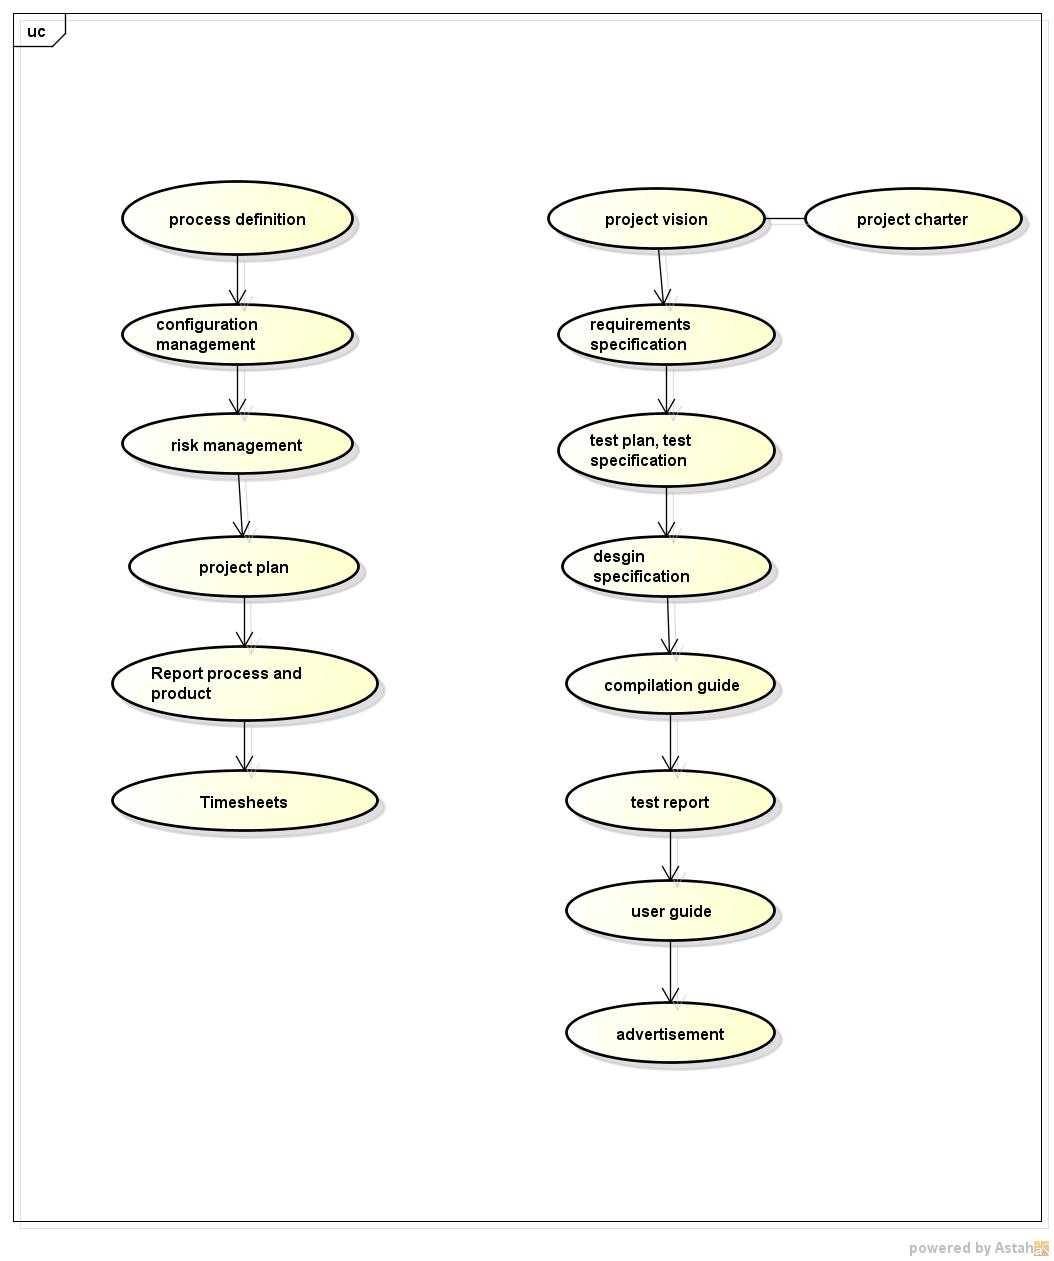 uc
process definition
configuration
management
risk management
project plan
Report process and
product
Timesheets
project vision
project charter
requirements
specification
test plan, test
specification
desgin
specification
compilation guide
test report
user guide
advertisement
powered by Astah